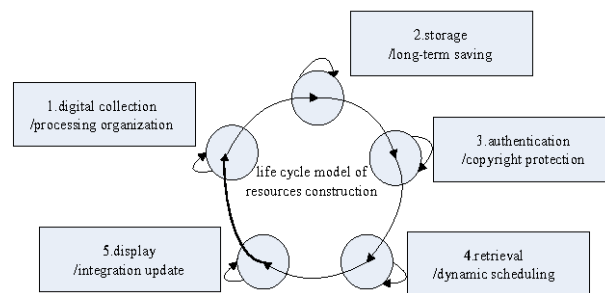 2.storage
/long-term saving
1.digital collection
/processing organization
3.authentication
/copyright protection
life cycle model of
resources construction
5.display
/integration update
4.retrieval
/dynamic scheduling